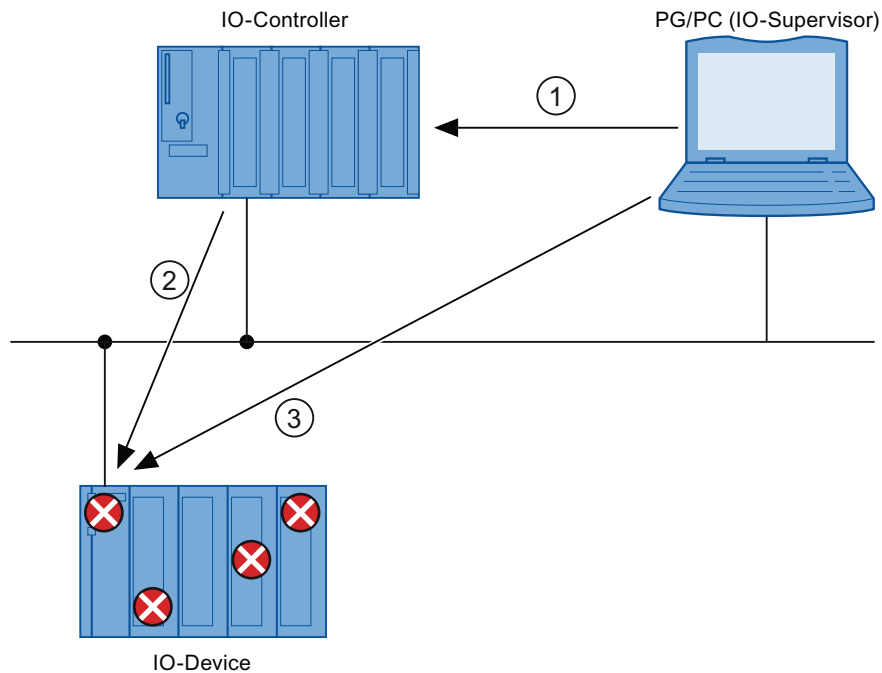 IO-Controller
PG/PC (IO-Supervisor)
1
2
3
IO-Device